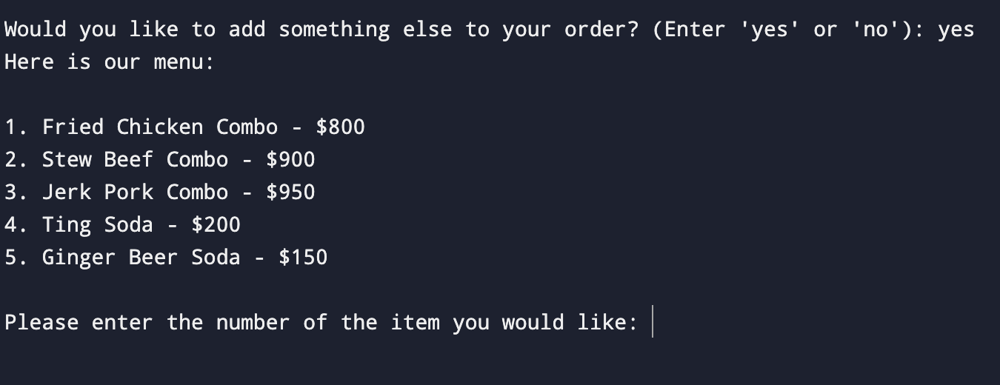 Would you like to add something else to your order? (Enter 'yes' or 'no'): yes
Here is our menu:
1. Fried Chicken Combo - $800
2. Stew Beef Combo - $900
3. Jerk Pork Combo - $950
4. Ting Soda - $200
5. Ginger Beer Soda - $150
Please enter the number of the item you would like: